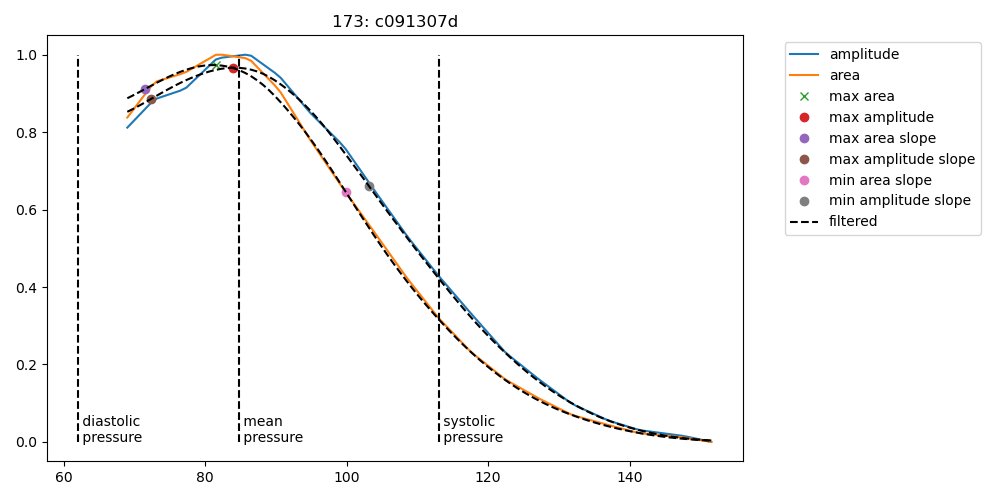 173: c091307d
1.0
0.8
0.6
0.4
0.2
0.0
diastolic
pressure
mean
pressure
systolic
pressure
60
80
100
120
140
amplitude
area
max area
max amplitude
max area slope
max amplitude slope
min area slope
min amplitude slope
filtered